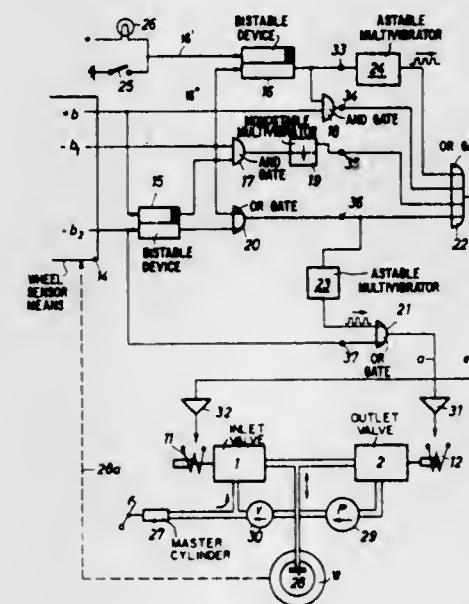 26
BISTABLE
DEVICE
ASTABLE
MULTIVIBRATOR
+
16'
33
24
25
16"
16
34
+b
18
AND GATE
MONOSTABLE
MULTIVIBRATOR
OR GA
-b1
AND
GATE
17
19
35
15
OR GATE
36
-b2
BISTABLE
DEVICE
20
22
WHEEL
SENSOR
MEANS
14
23
ASTABLE
MULTIVIBRATOR
21
37
OR
GATE
a
e
32
31
11
INLET
VALVE
OUTLET
VALVE
1
2
12
28a
27
V
P
MASTER
CYLINDER
30
29
28